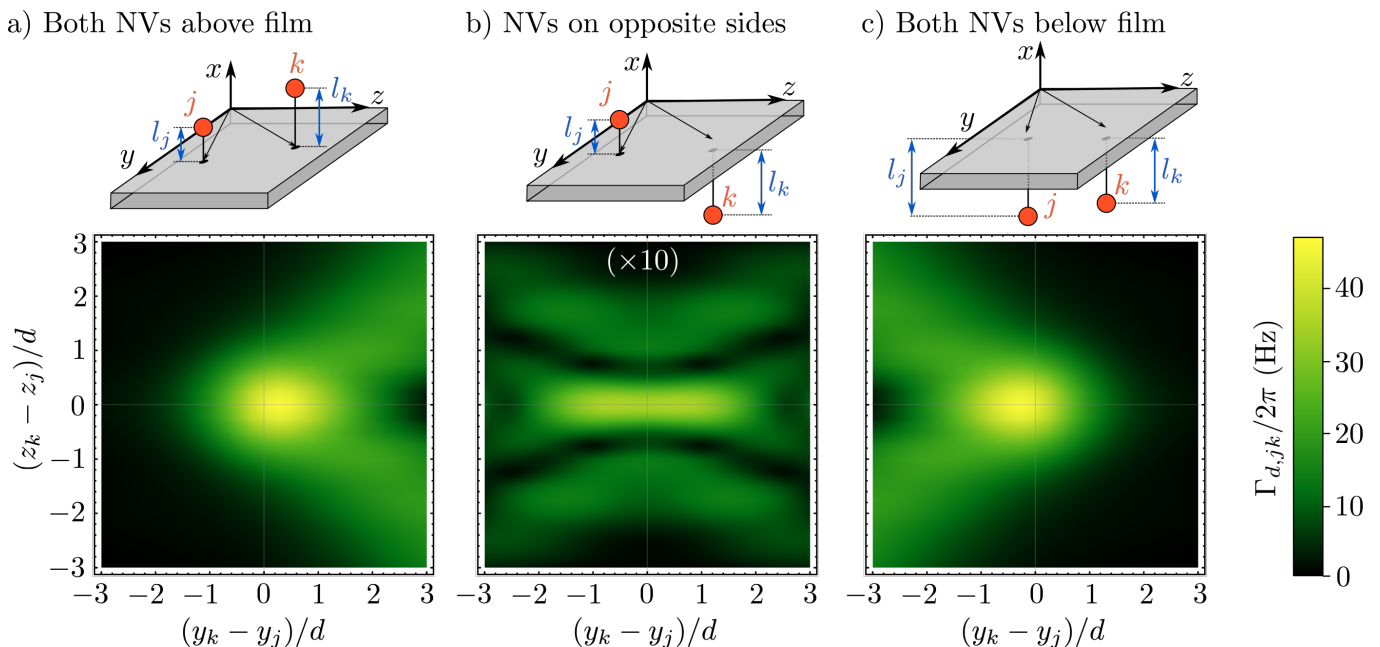 a) Both NVs above film
b) NVs on opposite sides
c) Both NVs below film
x
k
j
l_j
l_k
z
y
x
j
l_j
z
y
k
l_k
x
z
y
l_j
j
k
l_k
(×10)
(z_k − z_j)/d
3
2
1
0
−1
−2
−3
−3 −2 −1 0 1 2 3
−3 −2 −1 0 1 2 3
−3 −2 −1 0 1 2 3
(y_k − y_j)/d
(y_k − y_j)/d
(y_k − y_j)/d
40
30
20
10
0
Γ_{d,jk}/2π (Hz)